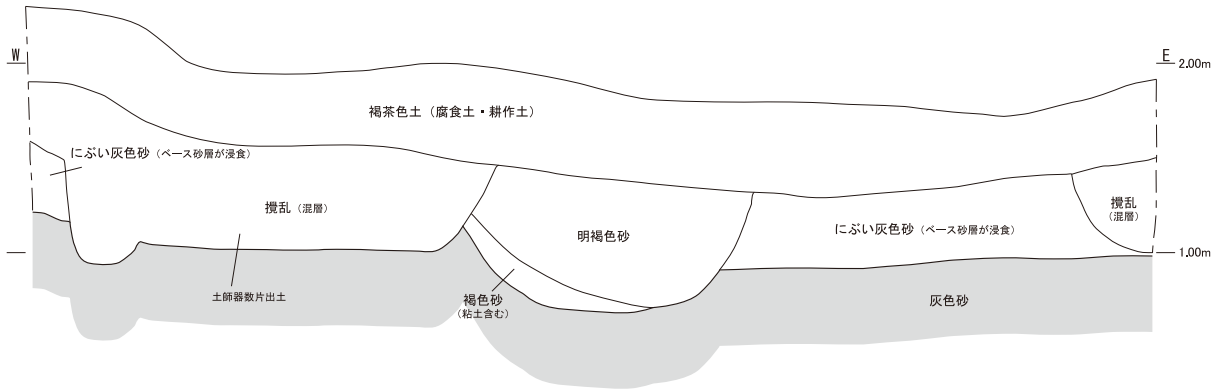 W
E
2.00m
褐茶色土（腐食土・耕作土）
にぶい灰色砂（ベース砂層が浸食）
攪乱（混層）
明褐色砂
にぶい灰色砂（ベース砂層が浸食）
攪乱
（混層）
1.00m
土師器数片出土
褐色砂
（粘土含む）
灰色砂